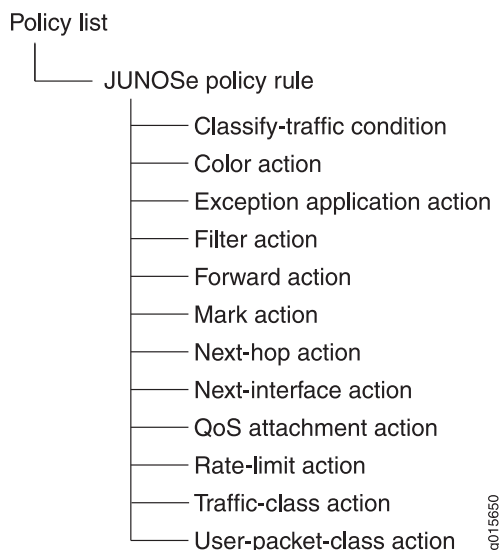 Policy list
JUNOSe policy rule
Classify-traffic condition
Color action
Exception application action
Filter action
Forward action
Mark action
Next-hop action
Next-interface action
QoS attachment action
Rate-limit action
Traffic-class action
User-packet-class action
g015650